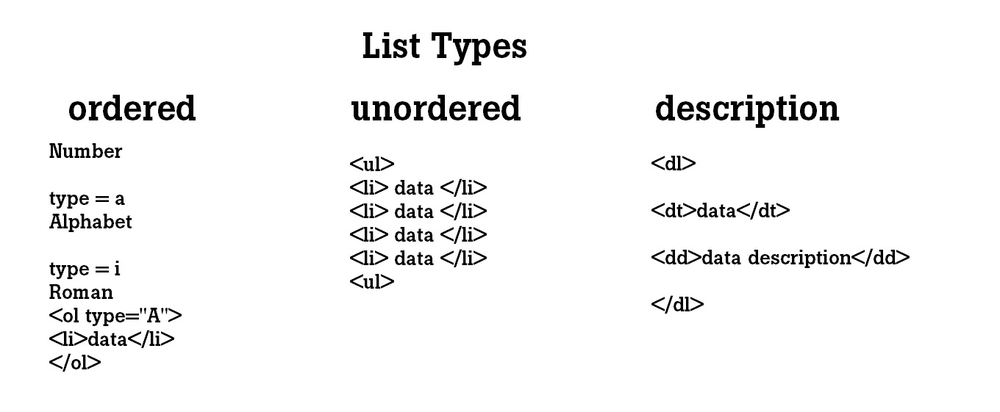 List Types
ordered
Number
type = a
Alphabet
type = i
Roman
<ol type="A">
<li>data</li>
</ol>
unordered
<ul>
<li> data </li>
<li> data </li>
<li> data </li>
<li> data </li>
<ul>
description
<dl>
<dt>data</dt>
<dd>data description</dd>
</dl>